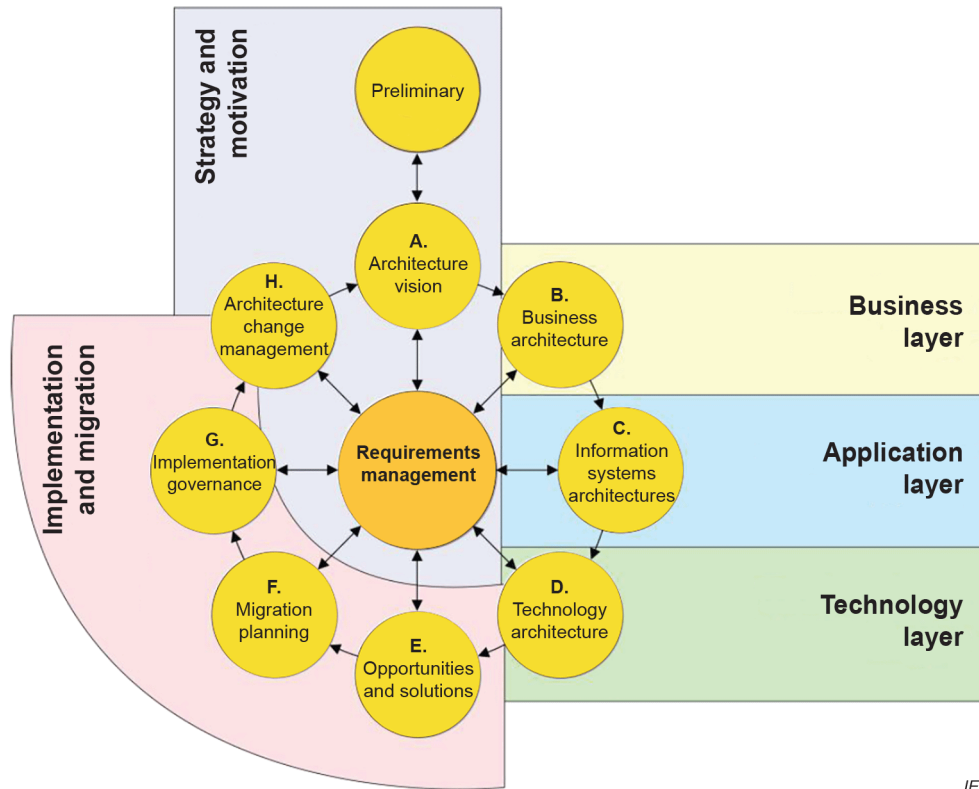 Strategy and
motivation
Preliminary
A.
Architecture
vision
H.
Architecture
change
management
B.
Business
architecture
Business
layer
Implementation
and migration
G.
Implementation
governance
Requirements
management
C.
Information
systems
architectures
Application
layer
F.
Migration
planning
E.
Opportunities
and solutions
D.
Technology
architecture
Technology
layer